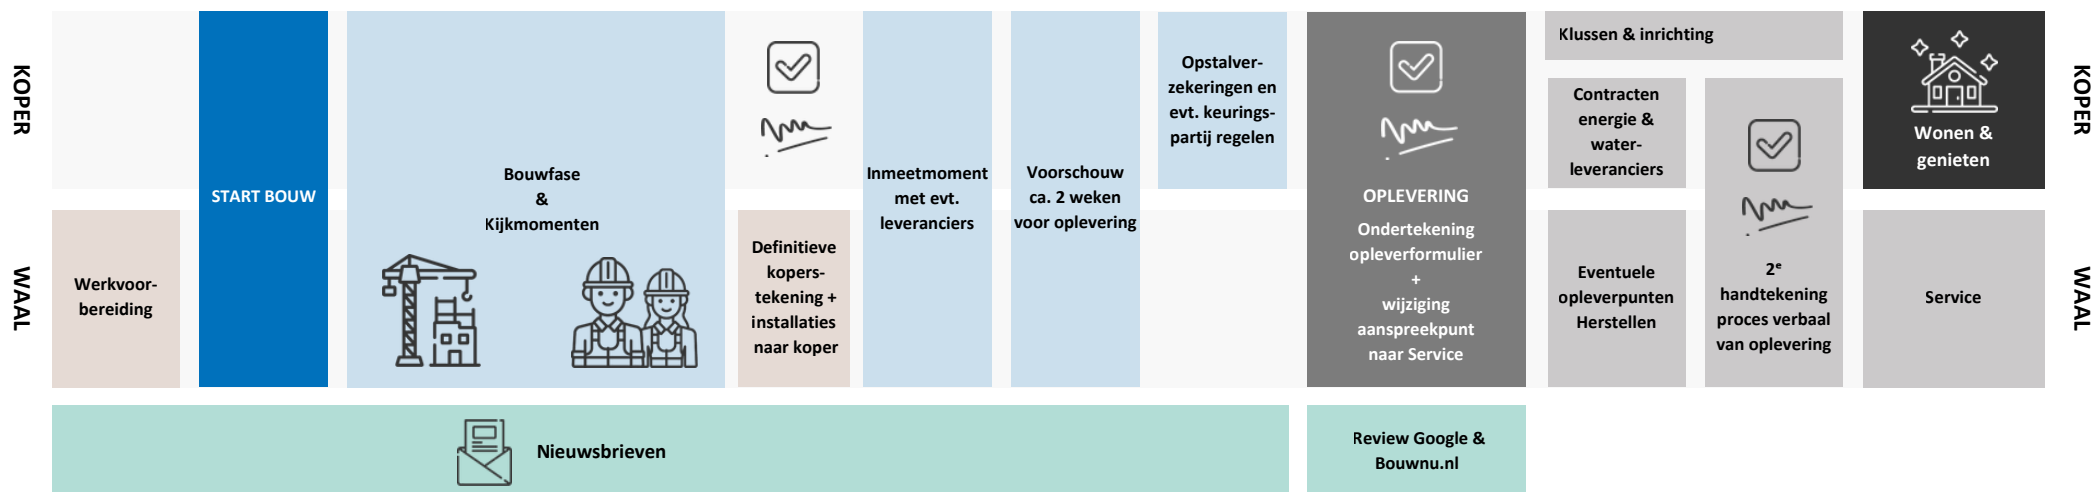 KOPER
WAAL
Werkvoor-
bereiding
START BOUW
Bouwfase
&
Kijkmomenten
Definitieve
kopers-
tekening +
installaties
naar koper
Inmeetmoment
met evt.
leveranciers
Voorschouw
ca. 2 weken
voor oplevering
Opstalver-
zekeringen en
evt. keurings-
partij regelen
OPLEVERING
Ondertekening
opleverformulier
+
wijziging
aanspreekpunt
naar Service
Klussen & inrichting
Contracten
energie &
water-
leveranciers
Eventuele
opleverpunten
Herstellen
2e
handtekening
proces verbaal
van oplevering
Wonen &
genieten
Service
KOPER
WAAL
Nieuwsbrieven
Review Google &
Bouwnu.nl